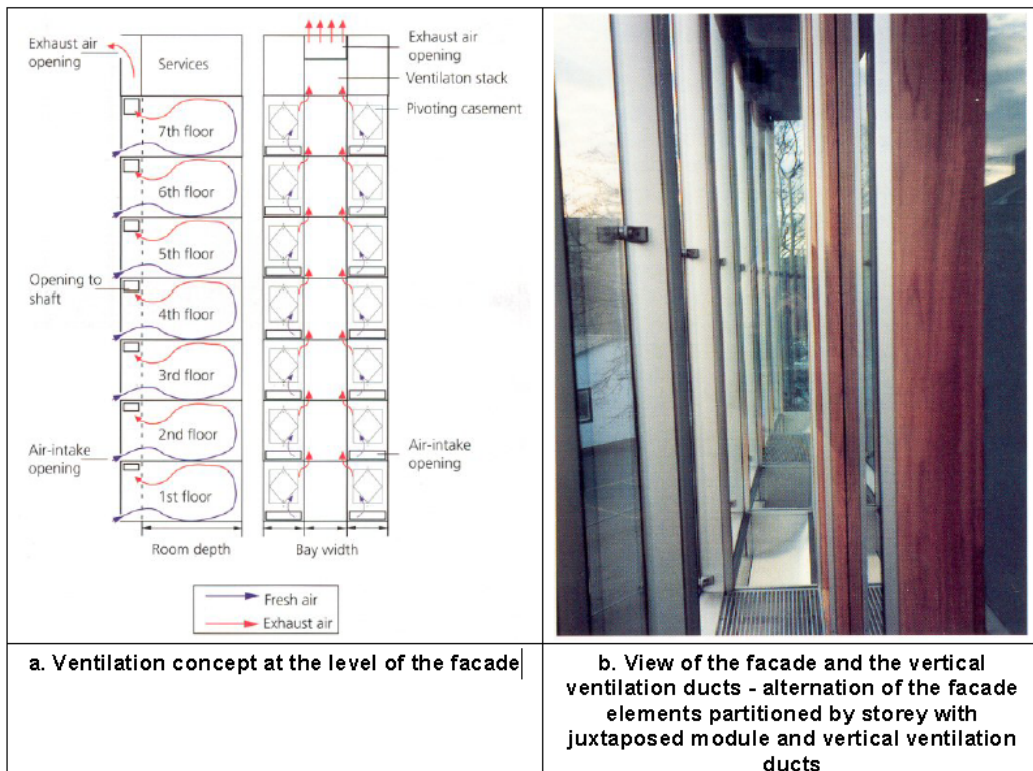 Exhaust air
opening
Services
7th floor
6th floor
5th floor
Opening to
shaft
4th floor
3rd floor
2nd floor
Air-intake
opening
1st floor
Room depth
Exhaust air
opening
Ventilaton stack
Pivoting casement
Air-intake
opening
Bay width
Fresh air
Exhaust air
a. Ventilation concept at the level of the facade
b. View of the facade and the vertical
ventilation ducts - alternation of the facade
elements partitioned by storey with
juxtaposed module and vertical ventilation
ducts